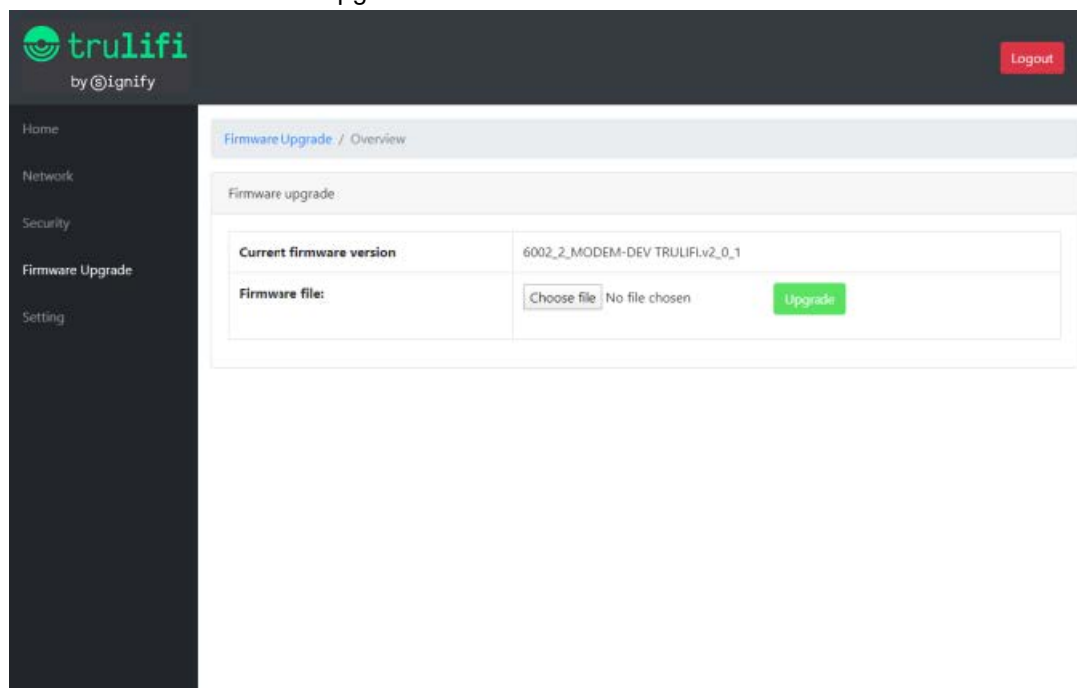 trulifi
by Signify
Logout
Home
Network
Security
Firmware Upgrade
Setting
Firmware Upgrade / Overview
Firmware upgrade
Current firmware version 6002_2_MODEM-DEV TRULIFI.v2_0_1
Firmware file: Choose file No file chosen Upgrade